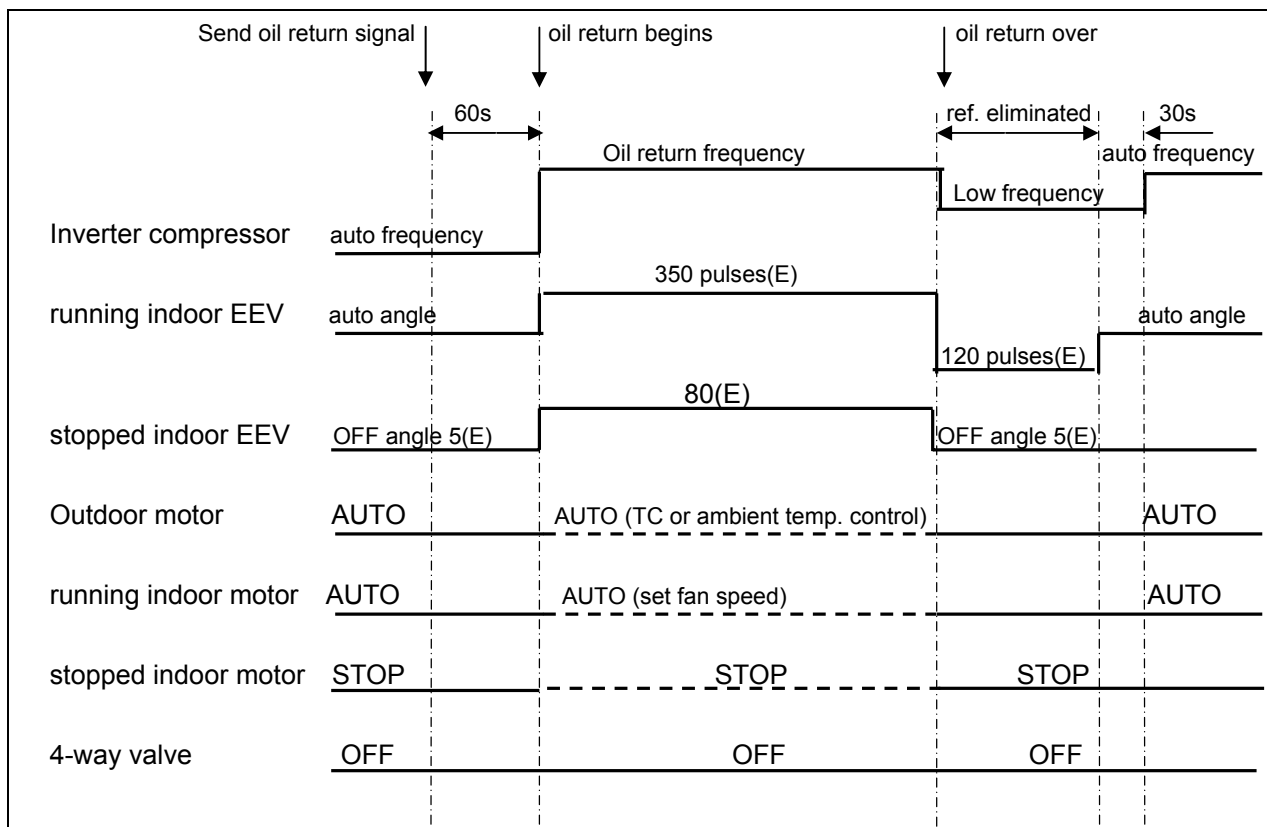 Send oil return signal oil return begins oil return over
60s ref. eliminated 30s
Oil return frequency auto frequency
Low frequency
Inverter compressor auto frequency
350 pulses(E)
running indoor EEV auto angle auto angle
120 pulses(E)
80(E)
stopped indoor EEV OFF angle 5(E) OFF angle 5(E)
Outdoor motor AUTO AUTO (TC or ambient temp. control) AUTO
running indoor motor AUTO AUTO (set fan speed) AUTO
stopped indoor motor STOP STOP STOP
4-way valve OFF OFF OFF